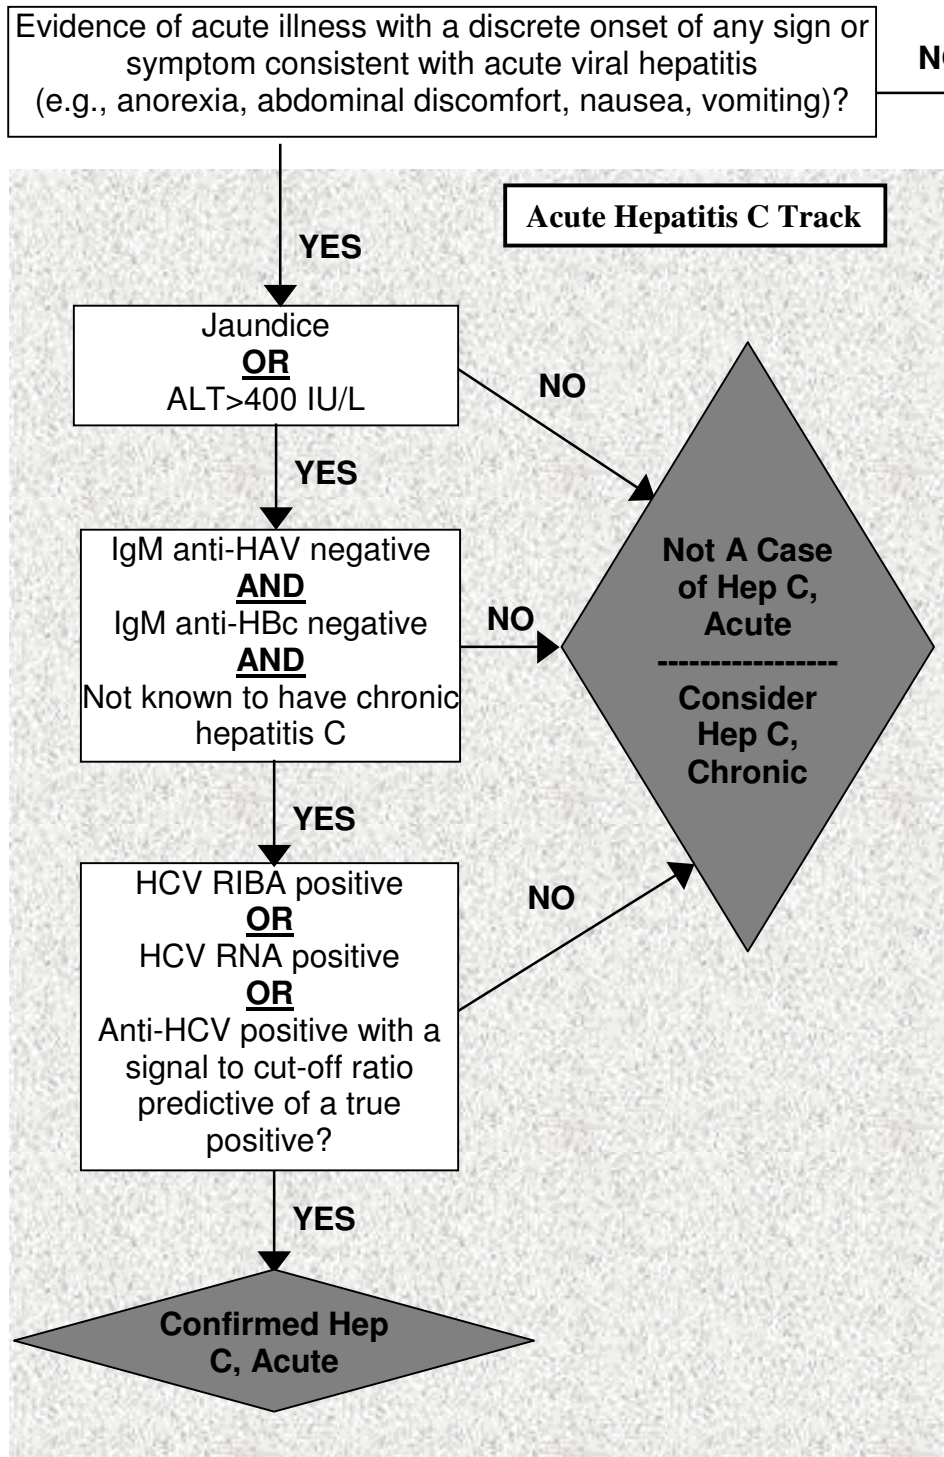 Evidence of acute illness with a discrete onset of any sign or
symptom consistent with acute viral hepatitis
(e.g., anorexia, abdominal discomfort, nausea, vomiting)?
Acute Hepatitis C Track
YES
Jaundice
OR
ALT>400 IU/L
NO
YES
IgM anti-HAV negative
AND
IgM anti-HBc negative
AND
Not known to have chronic
hepatitis C
NO
Not A Case
of Hep C,
Acute
-----------------
Consider
Hep C,
Chronic
YES
HCV RIBA positive
OR
HCV RNA positive
OR
Anti-HCV positive with a
signal to cut-off ratio
predictive of a true
positive?
NO
YES
Confirmed Hep
C, Acute